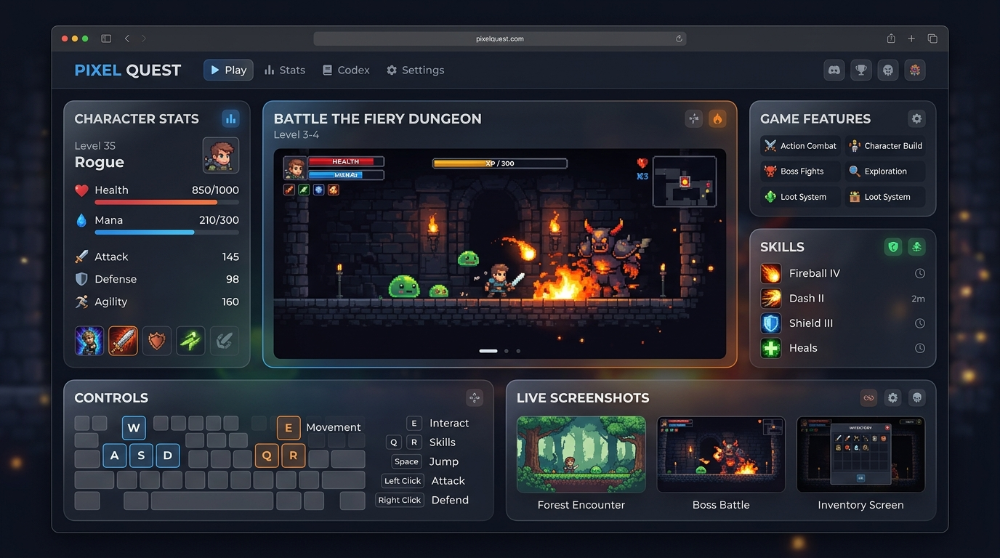 pixelquest.com
PIXEL QUEST
Play
Stats
Codex
Settings
CHARACTER STATS
Level 3S
Rogue
Health 850/1000
Mana 210/300
Attack 145
Defense 98
Agility 160
BATTLE THE FIERY DUNGEON
Level 3-4
HEALTH
XP / 300
GAME FEATURES
Action Combat
Character Build
Boss Fights
Exploration
Loot System
Loot System
SKILLS
Fireball IV
Dash II 2m
Shield III
Heals
CONTROLS
W
E
Movement
A
S
D
Q
R
E Interact
Q R Skills
Space Jump
Left Click Attack
Right Click Defend
LIVE SCREENSHOTS
Forest Encounter
Boss Battle
Inventory Screen